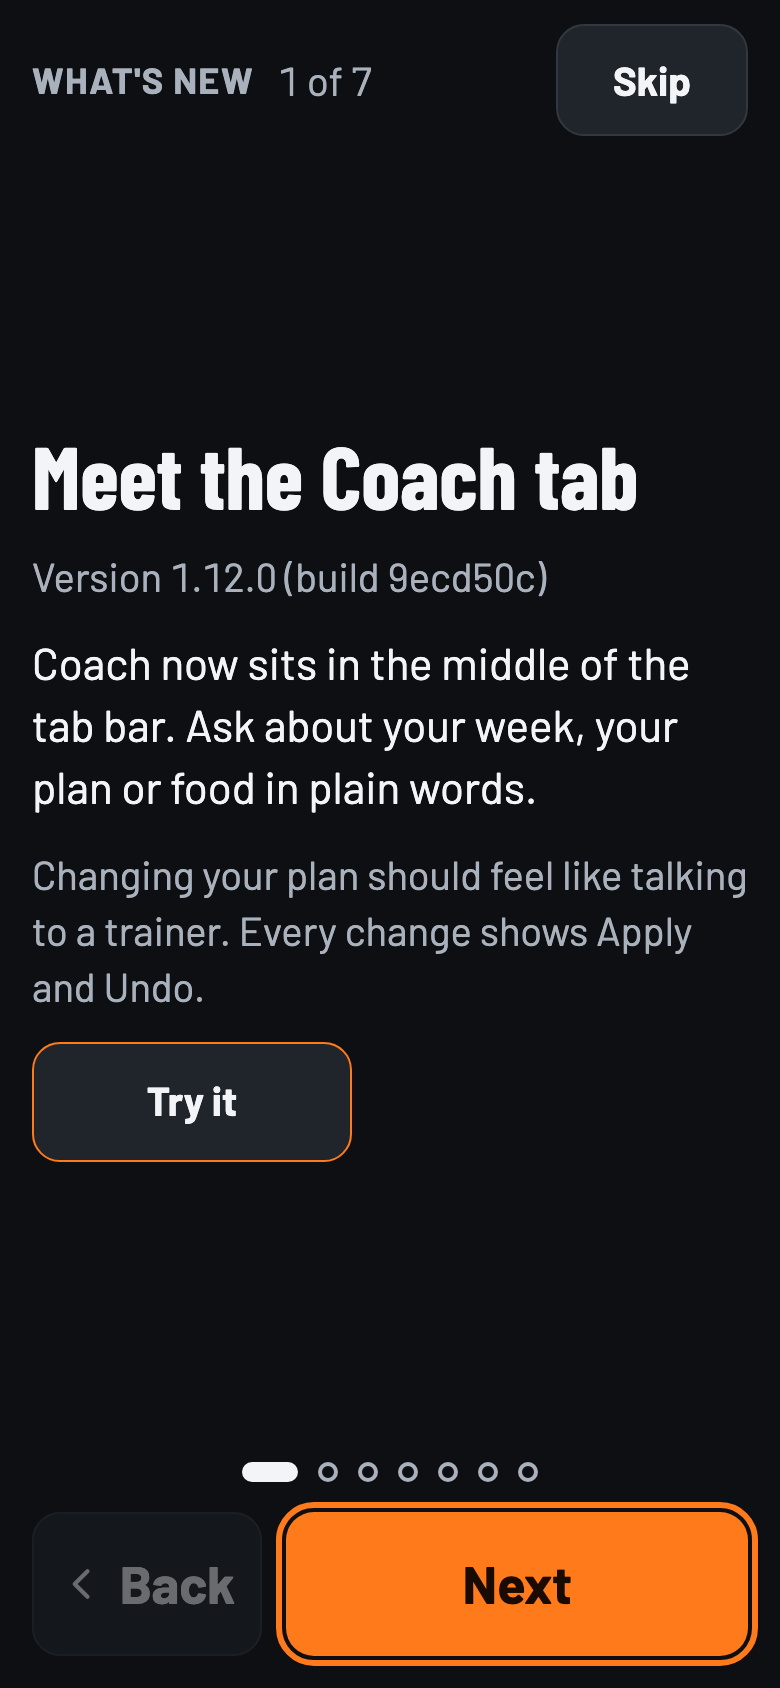 WHAT'S NEW 1 of 7
Skip
Meet the Coach tab
Version 1.12.0 (build 9ecd50c)
Coach now sits in the middle of the
tab bar. Ask about your week, your
plan or food in plain words.
Changing your plan should feel like talking
to a trainer. Every change shows Apply
and Undo.
Try it
Back
Next